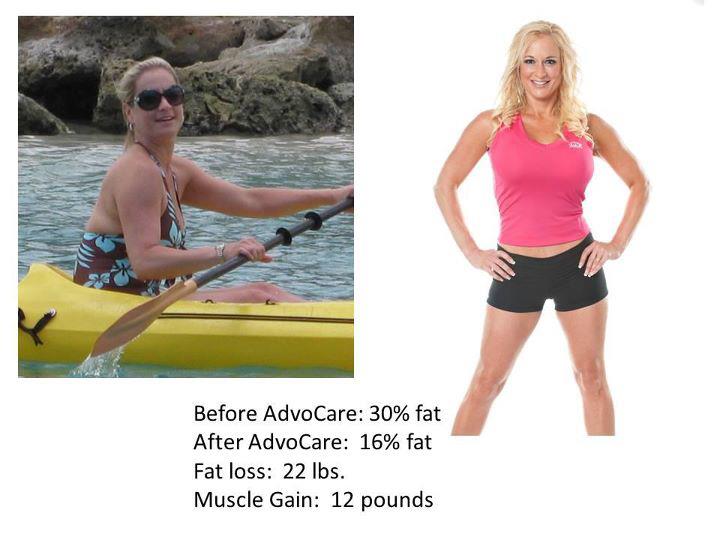 Before AdvoCare: 30% fat
After AdvoCare:  16% fat
Fat loss:  22 lbs.
Muscle Gain:  12 pounds